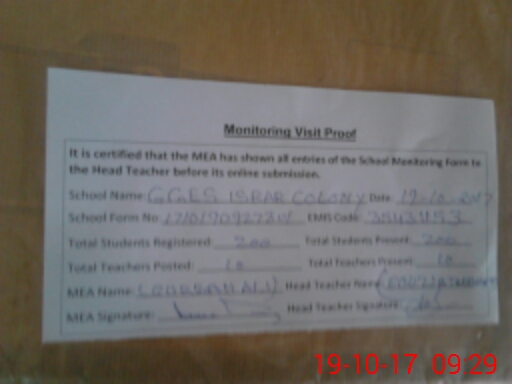 Monitoring Visit Proof
It is certified that the MEA has shown all entries of the School Monitoring Form to
the Head Teacher before its online submission.
School Name: GGES ISRAR COLONY Date: 19-10-2017
School Form No: EMIS Code:
Total Students Registered: 200 Total Students Present: 200
Total Teachers Posted: 10 Total Teachers Present: 10
MEA Name: Head Teacher Name
MEA Signature: Head Teacher Signature:
19-10-17 09:29